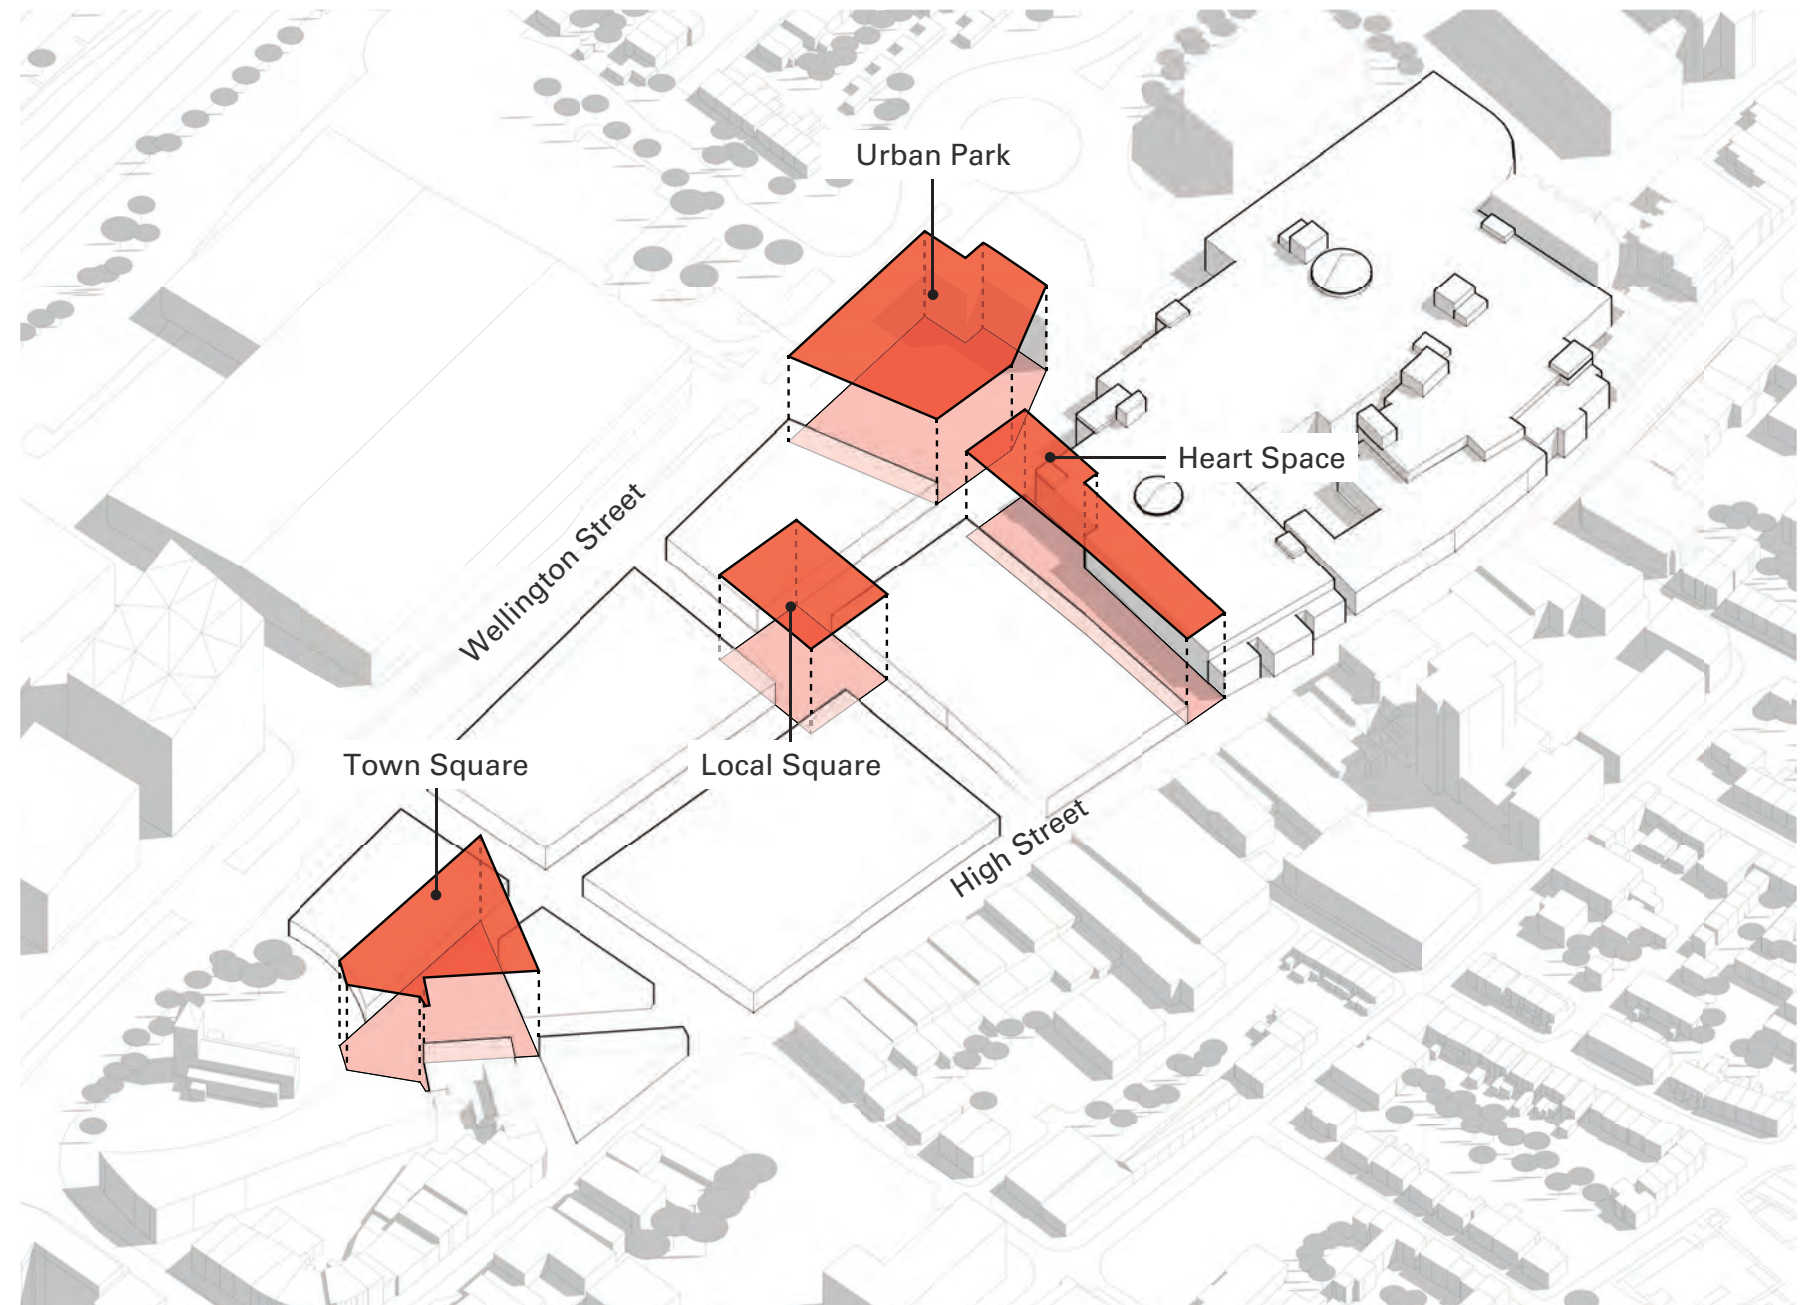 Urban Park
Heart Space
Wellington Street
Town Square
Local Square
High Street